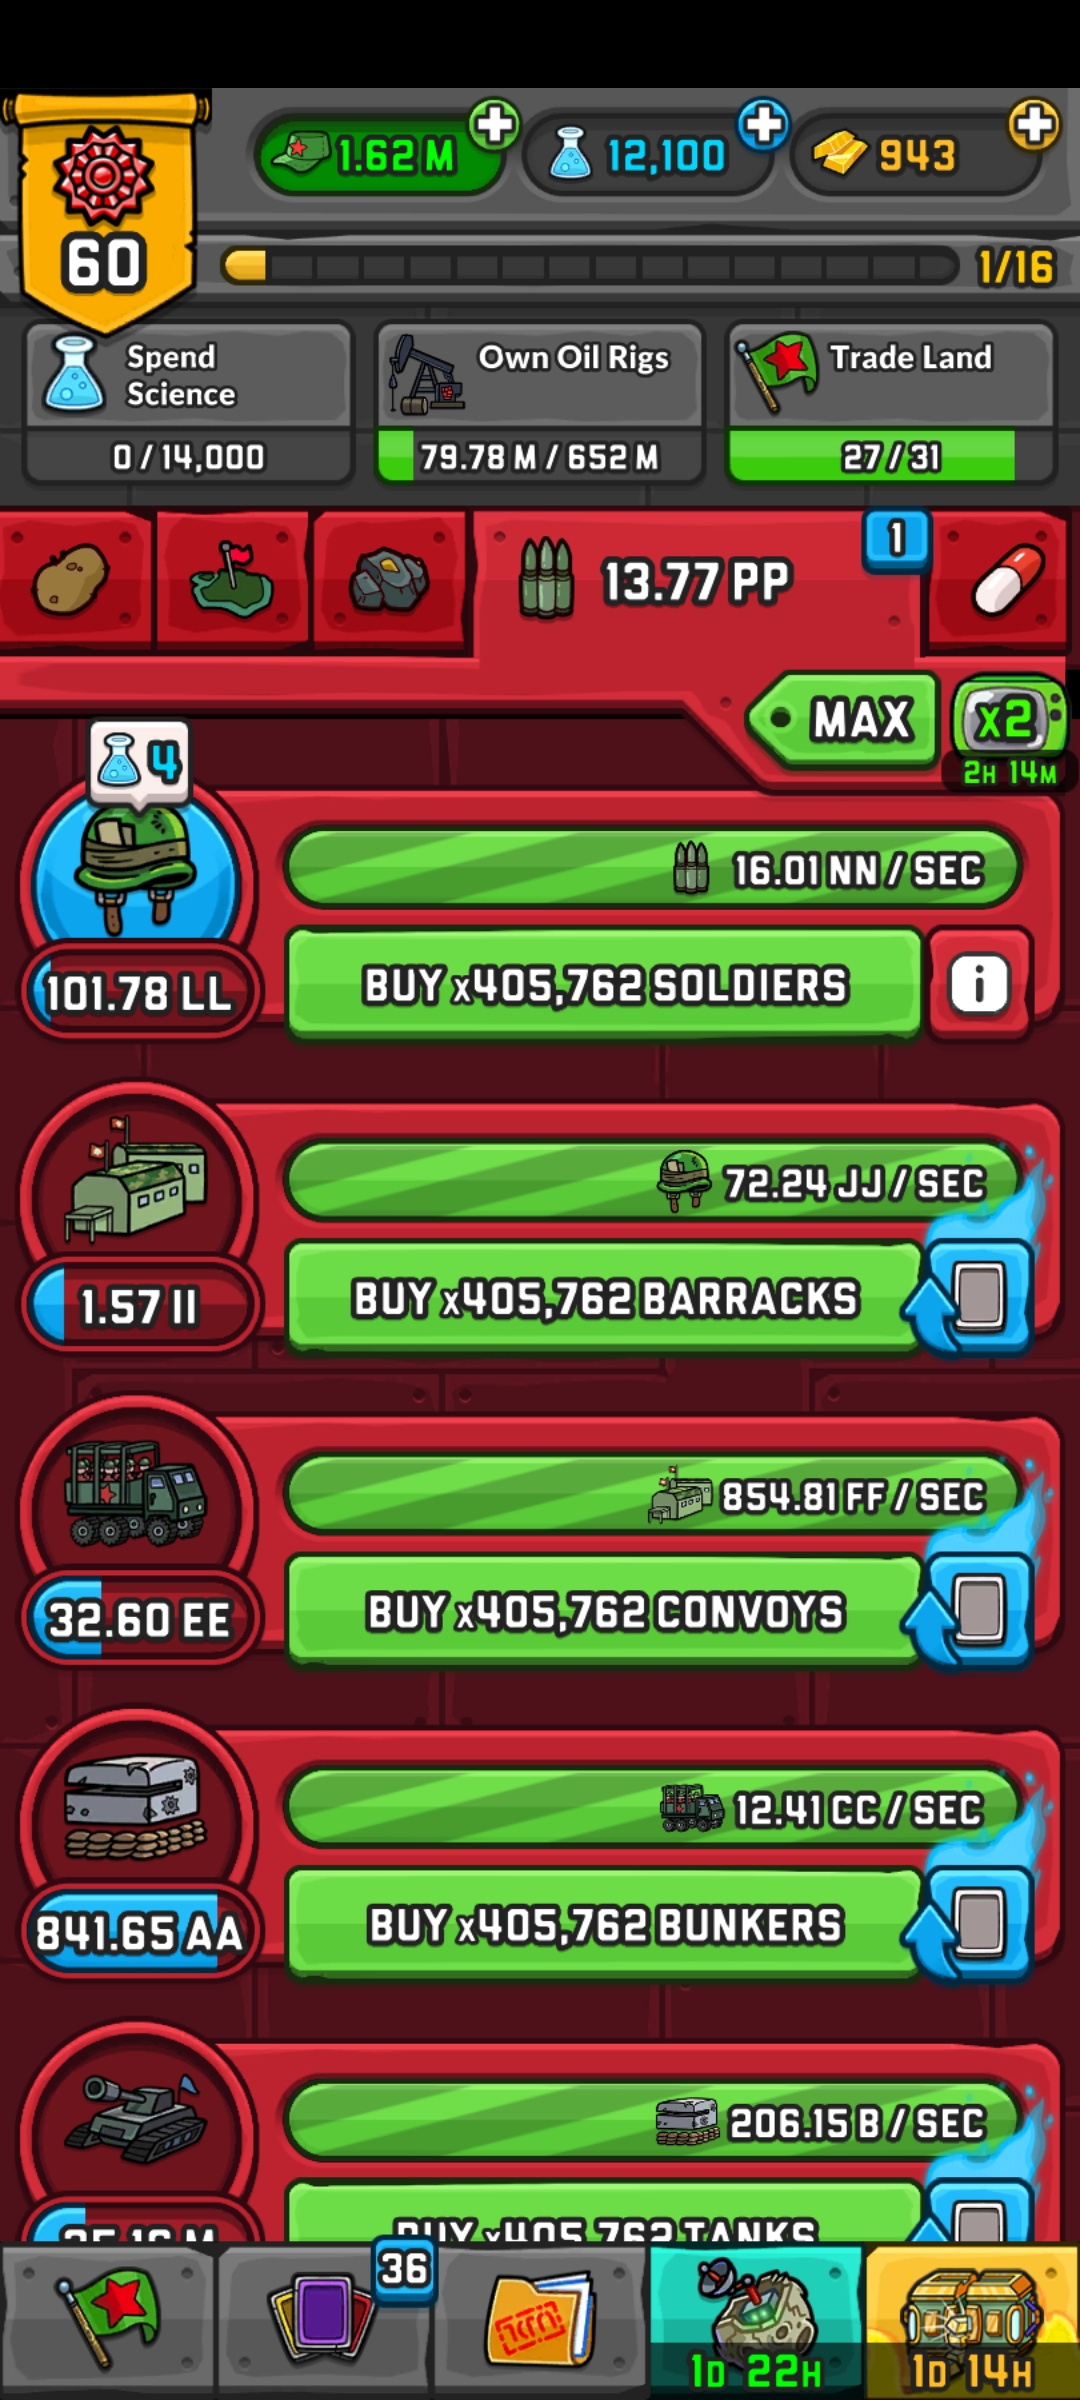 1.62 M
12,100
943
60
1/16
Spend
Science
0 / 14,000
Own Oil Rigs
79.78 M / 652 M
Trade Land
27 / 31
13.77 PP
1
MAX
x2
2H 14M
4
16.01 NN / SEC
101.78 LL
BUY x405,762 SOLDIERS
i
72.24 JJ / SEC
1.57 II
BUY x405,762 BARRACKS
854.81 FF / SEC
32.60 EE
BUY x405,762 CONVOYS
12.41 CC / SEC
841.65 AA
BUY x405,762 BUNKERS
206.15 B / SEC
BUY x405,762 TANKS
36
1D 22H
1D 14H